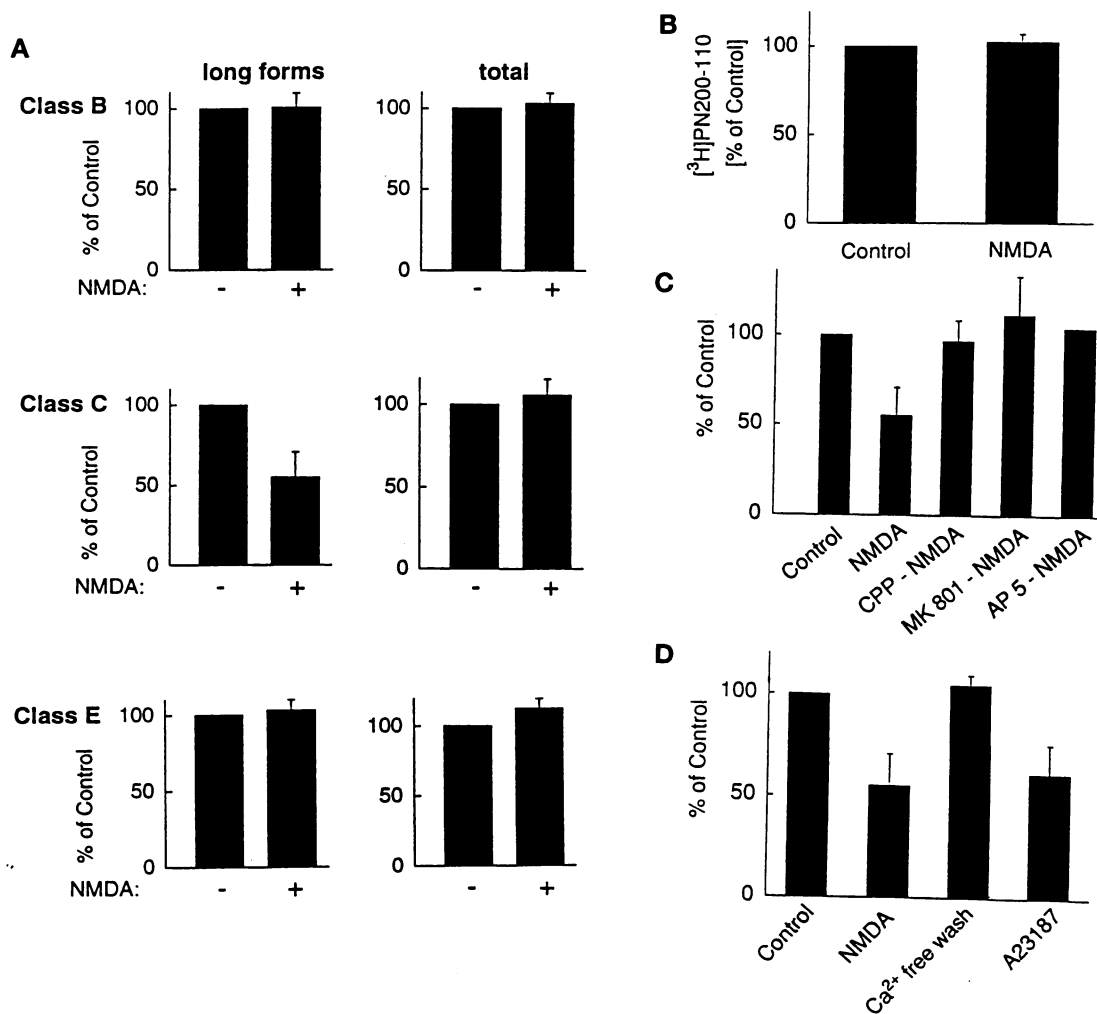 A
long forms
total
Class B
% of Control
100
50
0
100
50
0
NMDA: - +
- +
Class C
% of Control
100
50
0
100
50
0
NMDA: - +
- +
Class E
% of Control
100
50
0
100
50
0
NMDA: - +
- +
B
[³H]PN200-110
[% of Control]
100
50
0
Control
NMDA
C
% of Control
100
50
0
Control
NMDA
CPP - NMDA
MK 801 - NMDA
AP 5 - NMDA
D
% of Control
100
50
0
Control
NMDA
Ca²⁺ free wash
A23187